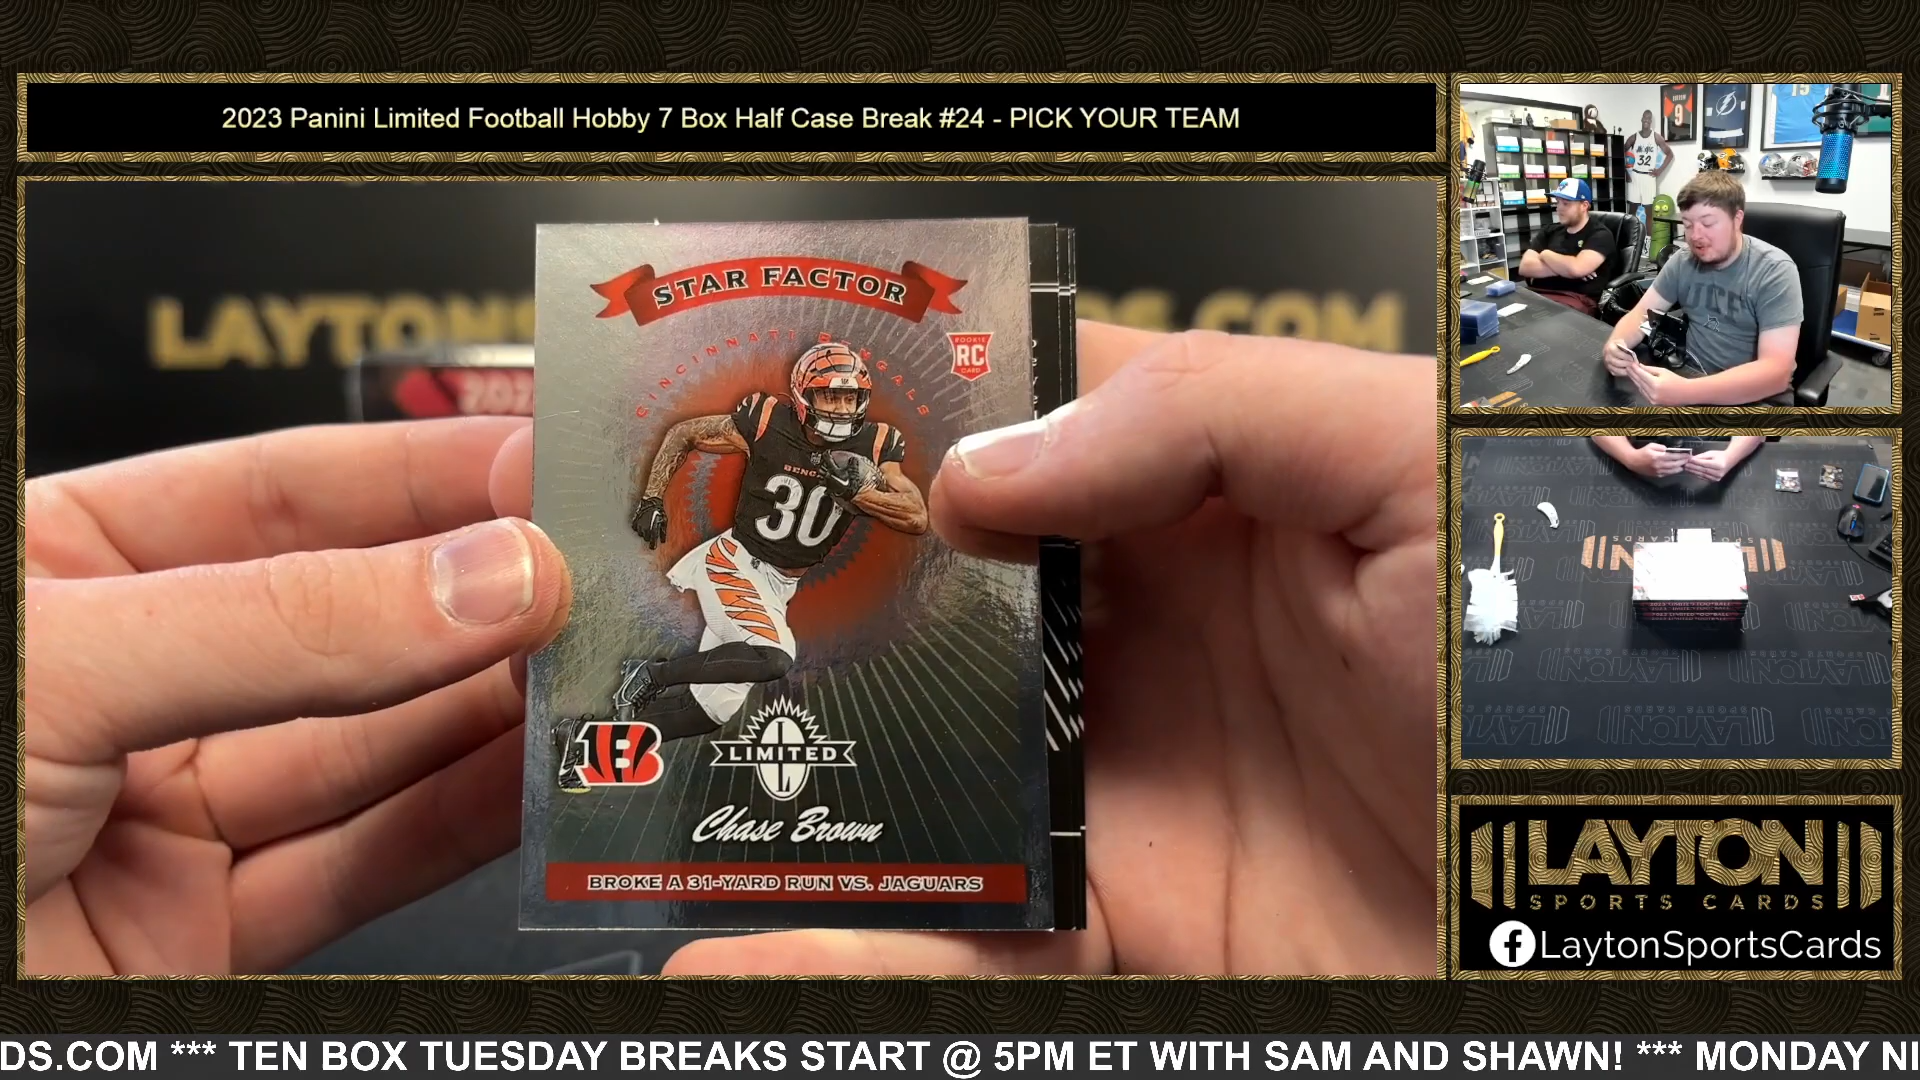 2023 Panini Limited Football Hobby 7 Box Half Case Break #24 - PICK YOUR TEAM
STAR FACTOR
CINCINNATI BENGALS
ROOKIE
RC
CARD
30
LIMITED
L
Chase Brown
BROKE A 31-YARD RUN VS. JAGUARS
32
9
LAYTON
SPORTS CARDS
LaytonSportsCards
DS.COM *** TEN BOX TUESDAY BREAKS START @ 5PM ET WITH SAM AND SHAWN! *** MONDAY NI